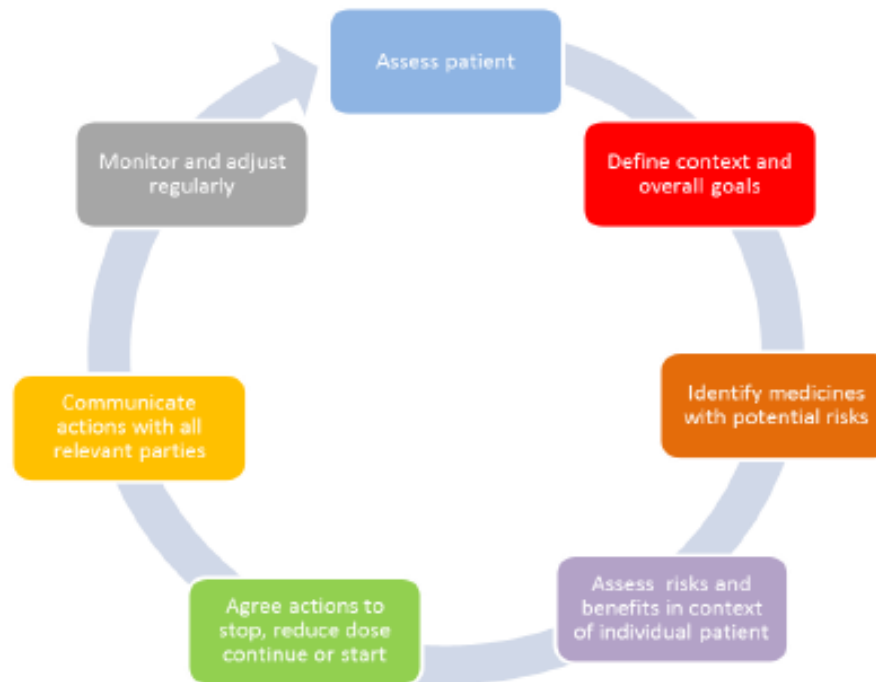 Assess patient
Define context and
overall goals
Identify medicines
with potential risks
Assess risks and
benefits in context
of individual patient
Agree actions to
stop, reduce dose
continue or start
Communicate
actions with all
relevant parties
Monitor and adjust
regularly